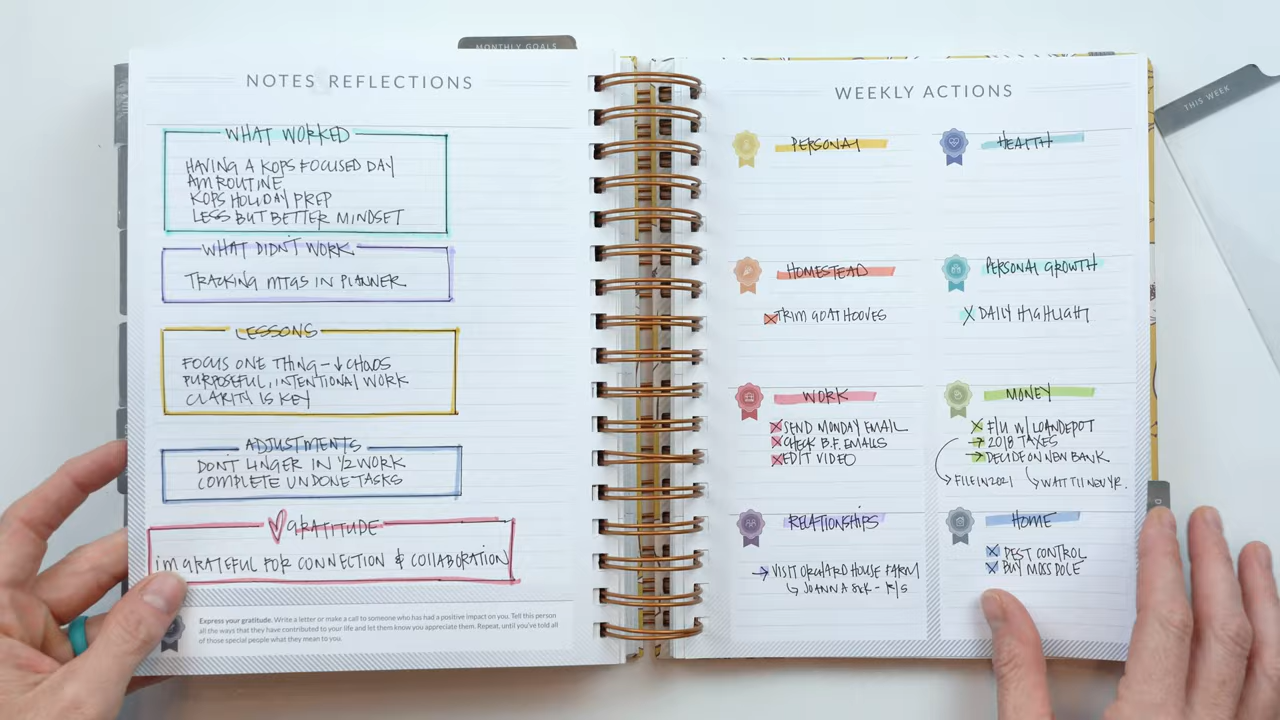 MONTHLY GOALS
NOTES REFLECTIONS
WHAT WORKED
HAVING A KOPS FOCUSED DAY
AM ROUTINE
KOPS HOLIDAY PREP
LESS BUT BETTER MINDSET
WHAT DIDN'T WORK
TRACKING MTGS IN PLANNER
LESSONS
FOCUS ONE THING - ↓ CHAOS
PURPOSEFUL, INTENTIONAL WORK
CLARITY IS KEY
ADJUSTMENTS
DON'T LINGER IN Y2 WORK
COMPLETE UNDONE TASKS
GRATITUDE
I'M GRATEFUL FOR CONNECTION & COLLABORATION
Express your gratitude. Write a letter or make a call to someone who has had a positive impact on you. Tell this person
all the ways that they have contributed to your life and let them know you appreciate them. Repeat, until you've told all
of those special people what they mean to you.
WEEKLY ACTIONS
PERSONAL
HOMESTEAD
TRIM GOAT HOOVES
WORK
SEND MONDAY EMAIL
CHECK B.F. EMAILS
EDIT VIDEO
RELATIONSHIPS
→ VISIT ORCHARD HOUSE FARM
JOANNA
HEALTH
PERSONAL GROWTH
X DAILY HIGHLIGHT
MONEY
X F/U W/ LOANDEPOT
→ 2018 TAXES
→ DECIDE ON NEW BANK
FILE IN 2021
WAIT TIL NEW YR.
HOME
X PEST CONTROL
X BUY MOSS POLE
THIS WEEK